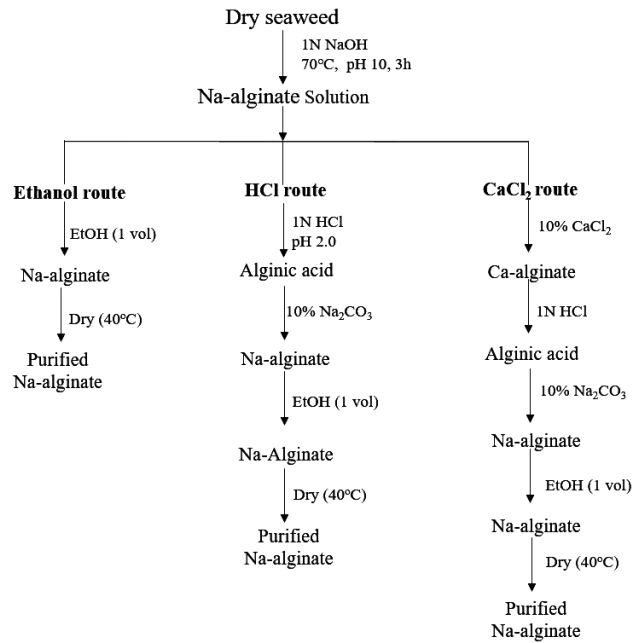 Dry seaweed
1N NaOH
70°C, pH 10, 3h
Na-alginate Solution
Ethanol route
EtOH (1 vol)
Na-alginate
Dry (40°C)
Purified
Na-alginate
HCl route
1N HCl
pH 2.0
Alginic acid
10% Na₂CO₃
Na-alginate
EtOH (1 vol)
Na-Alginate
Dry (40°C)
Purified
Na-alginate
CaCl₂ route
10% CaCl₂
Ca-alginate
1N HCl
Alginic acid
10% Na₂CO₃
Na-alginate
EtOH (1 vol)
Na-alginate
Dry (40°C)
Purified
Na-alginate